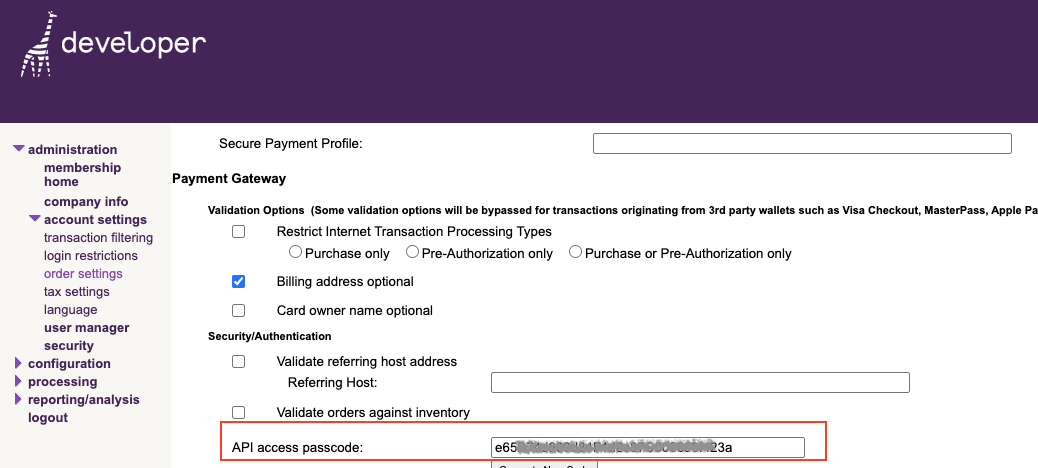 developer
administration
membership
home
company info
account settings
transaction filtering
login restrictions
order settings
tax settings
language
user manager
security
configuration
processing
reporting/analysis
logout
Secure Payment Profile:
Payment Gateway
Validation Options (Some validation options will be bypassed for transactions originating from 3rd party wallets such as Visa Checkout, MasterPass, Apple Pa
Restrict Internet Transaction Processing Types
Purchase only Pre-Authorization only Purchase or Pre-Authorization only
Billing address optional
Card owner name optional
Security/Authentication
Validate referring host address
Referring Host:
Validate orders against inventory
API access passcode: